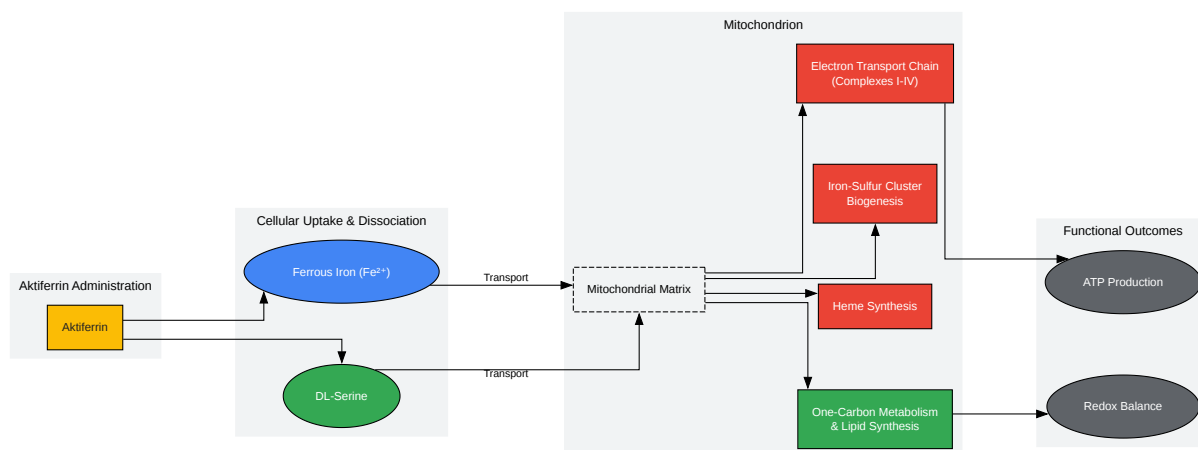 Mitochondrion
Electron Transport Chain
(Complexes I-IV)
Iron-Sulfur Cluster
Biogenesis
Cellular Uptake & Dissociation
Functional Outcomes
Ferrous Iron (Fe²⁺)
Transport
Aktiferrin Administration
Mitochondrial Matrix
ATP Production
Heme Synthesis
Aktiferrin
Transport
DL-Serine
One-Carbon Metabolism
& Lipid Synthesis
Redox Balance